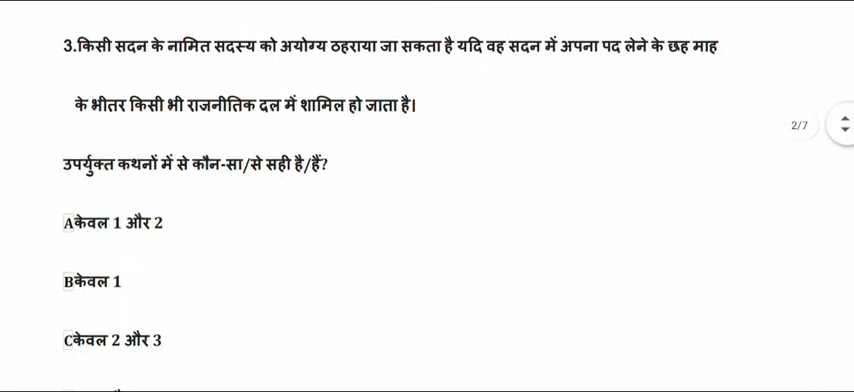 3.किसी सदन के नामित सदस्य को अयोग्य ठहराया जा सकता है यदि वह सदन में अपना पद लेने के छह माह
के भीतर किसी भी राजनीतिक दल में शामिल हो जाता है।
2/7
उपर्युक्त कथनों में से कौन-सा/से सही है/हैं?
Aकेवल 1 और 2
Bकेवल 1
Cकेवल 2 और 3